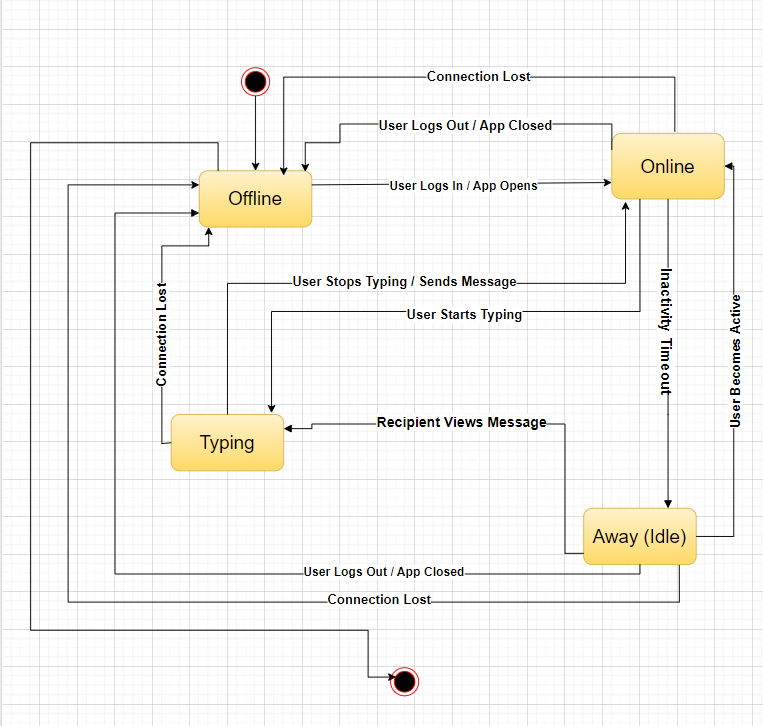 Connection Lost
User Logs Out / App Closed
Online
Offline
User Logs In / App Opens
User Stops Typing / Sends Message
Inactivity Timeout
Connection Lost
User Becomes Active
User Starts Typing
Recipient Views Message
Typing
Away (Idle)
User Logs Out / App Closed
Connection Lost